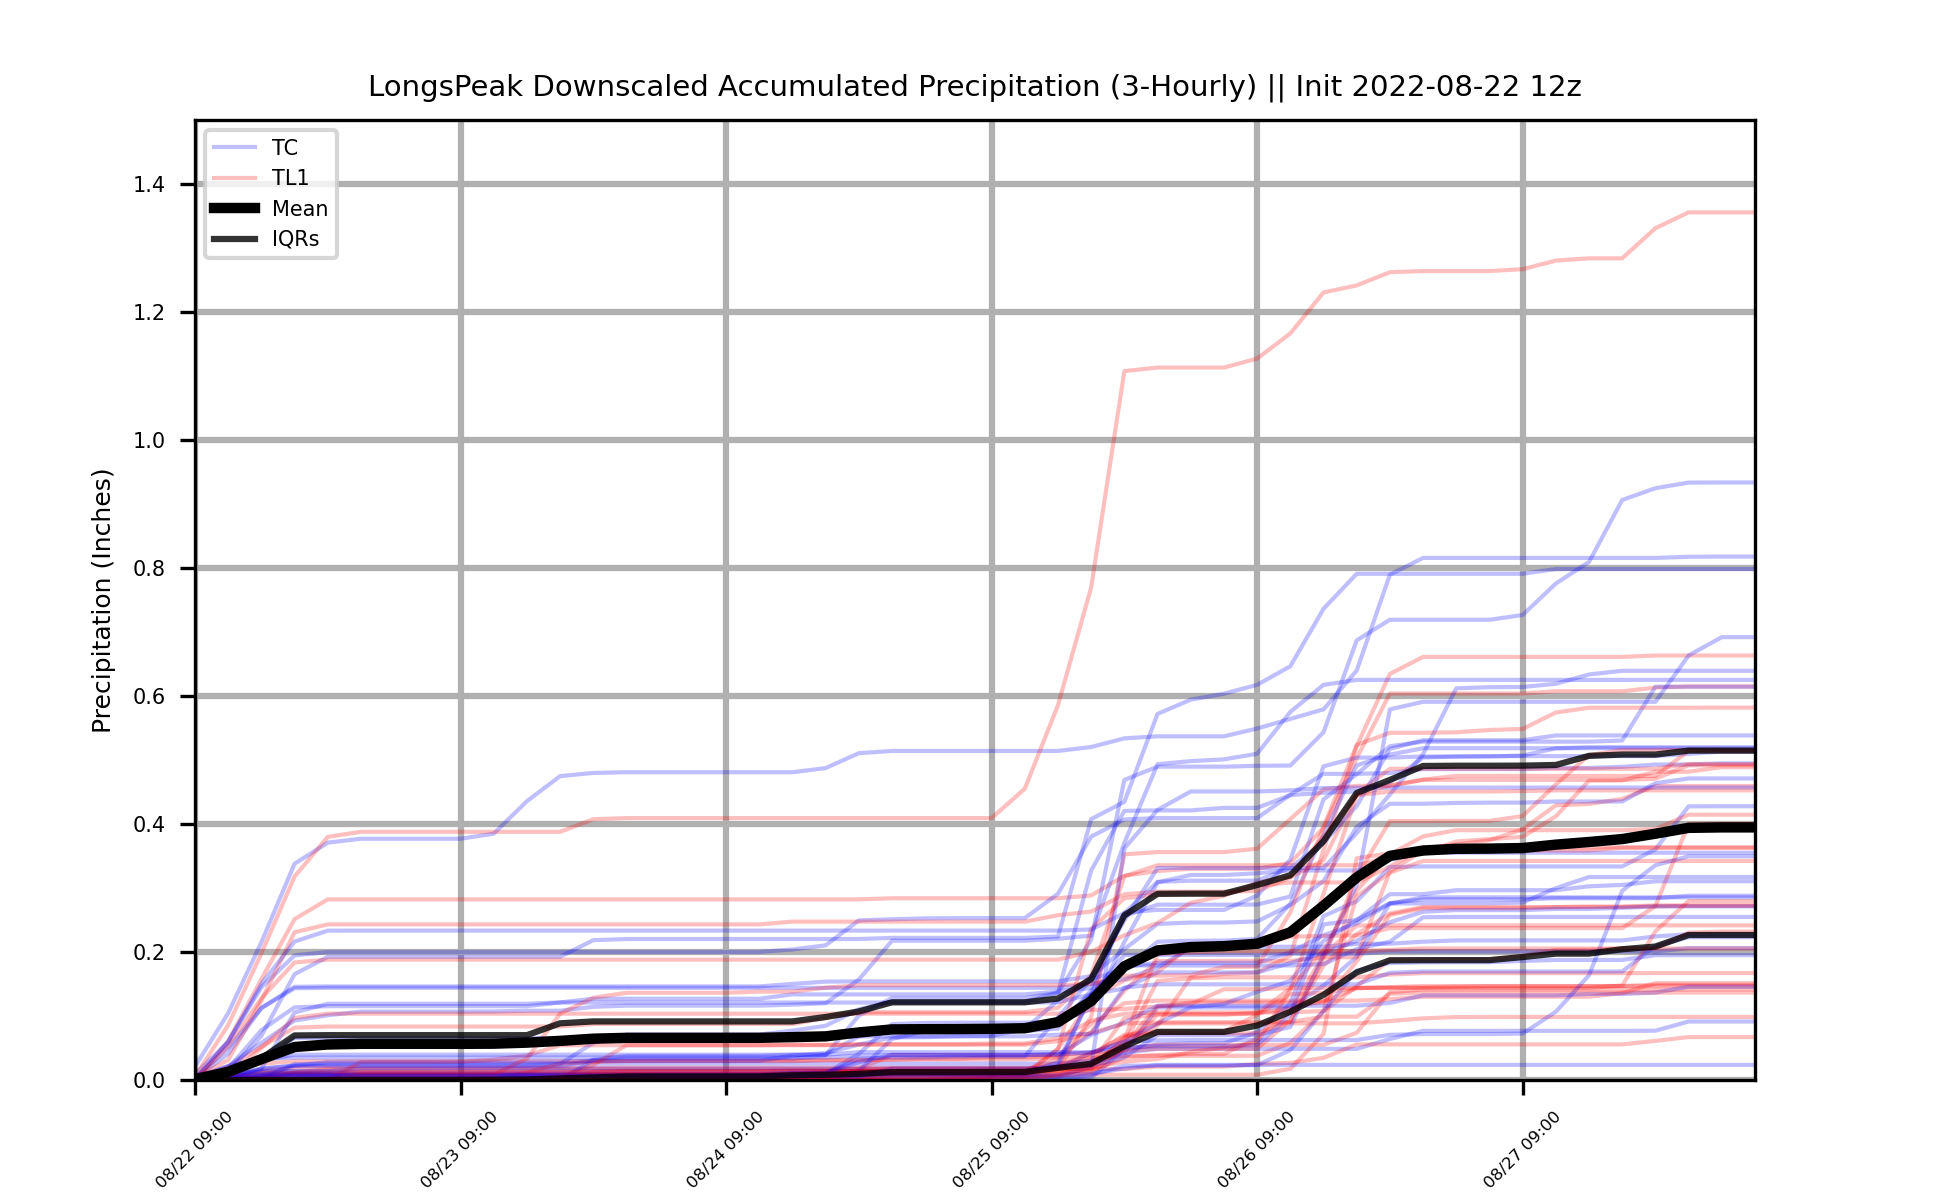 LongsPeak Downscaled Accumulated Precipitation (3-Hourly) || Init 2022-08-22 12z
TC
TL1
Mean
IQRs
Precipitation (Inches)
1.4
1.2
1.0
0.8
0.6
0.4
0.2
0.0
08/22 09:00
08/23 09:00
08/24 09:00
08/25 09:00
08/26 09:00
08/27 09:00